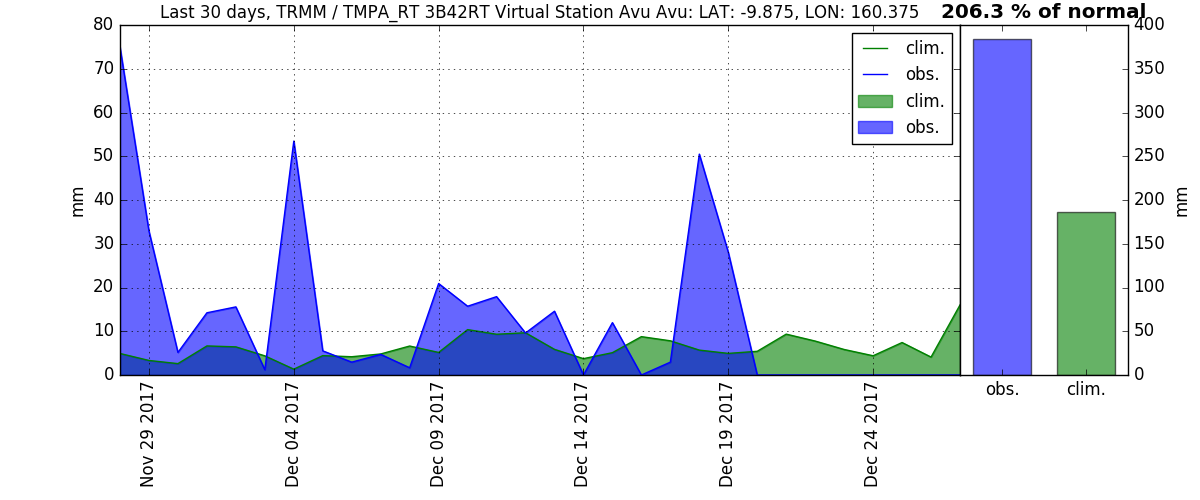 Last 30 days, TRMM / TMPA_RT 3B42RT Virtual Station Avu Avu: LAT: -9.875, LON: 160.375
206.3 % of normal
80
70
60
50
40
30
20
10
0
mm
clim.
obs.
clim.
obs.
Nov 29 2017
Dec 04 2017
Dec 09 2017
Dec 14 2017
Dec 19 2017
Dec 24 2017
400
350
300
250
200
150
100
50
0
mm
obs.
clim.